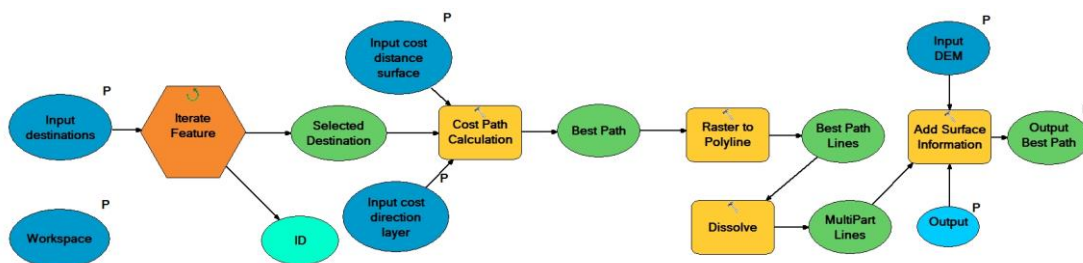 P
Input
destinations
P
Workspace
Iterate
Feature
ID
Selected
Destination
P
Input cost
distance
surface
Cost Path
Calculation
P
Input cost
direction
layer
Best Path
Raster to
Polyline
Best Path
Lines
Dissolve
MultiPart
Lines
P
Input
DEM
Add Surface
Information
P
Output
Output
Best Path